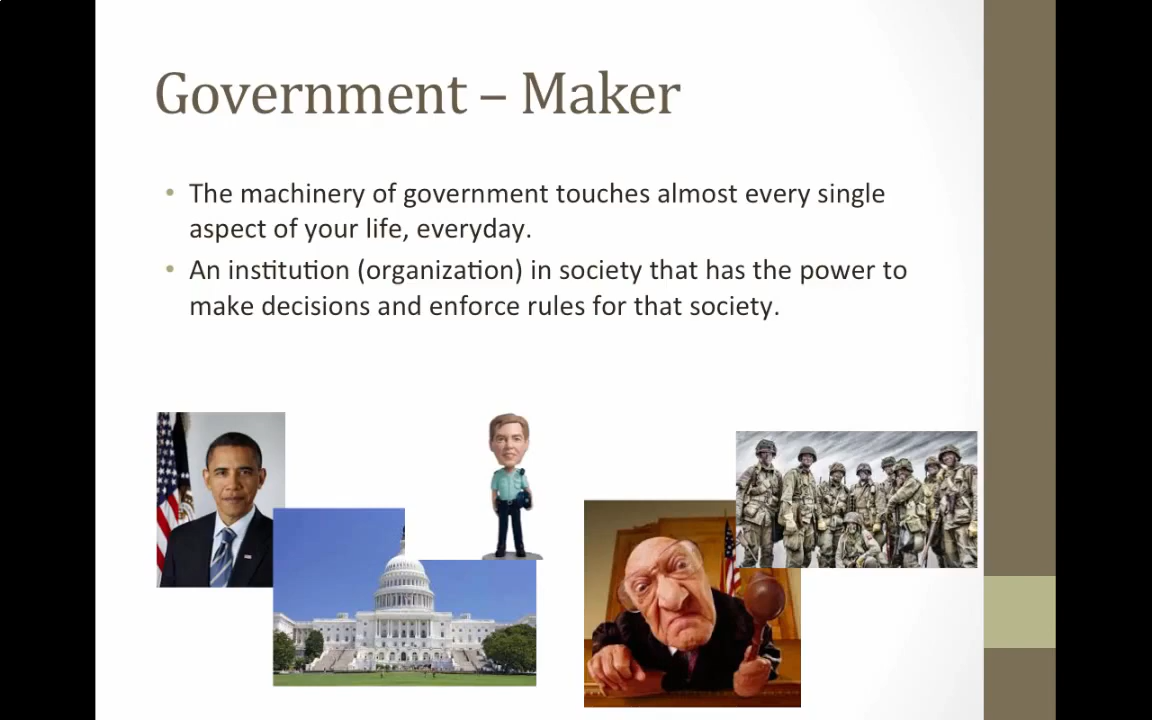 Government – Maker
• The machinery of government touches almost every single
aspect of your life, everyday.
• An institution (organization) in society that has the power to
make decisions and enforce rules for that society.